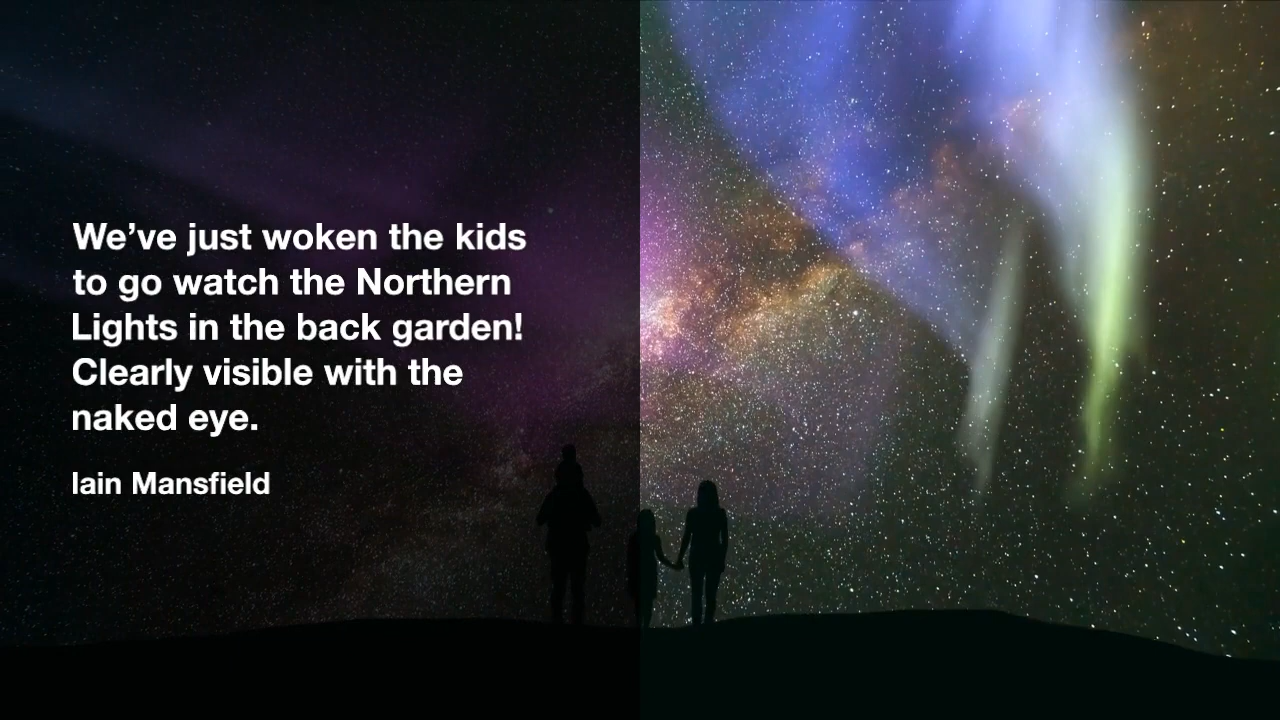 We’ve just woken the kids
to go watch the Northern
Lights in the back garden!
Clearly visible with the
naked eye.
Iain Mansfield